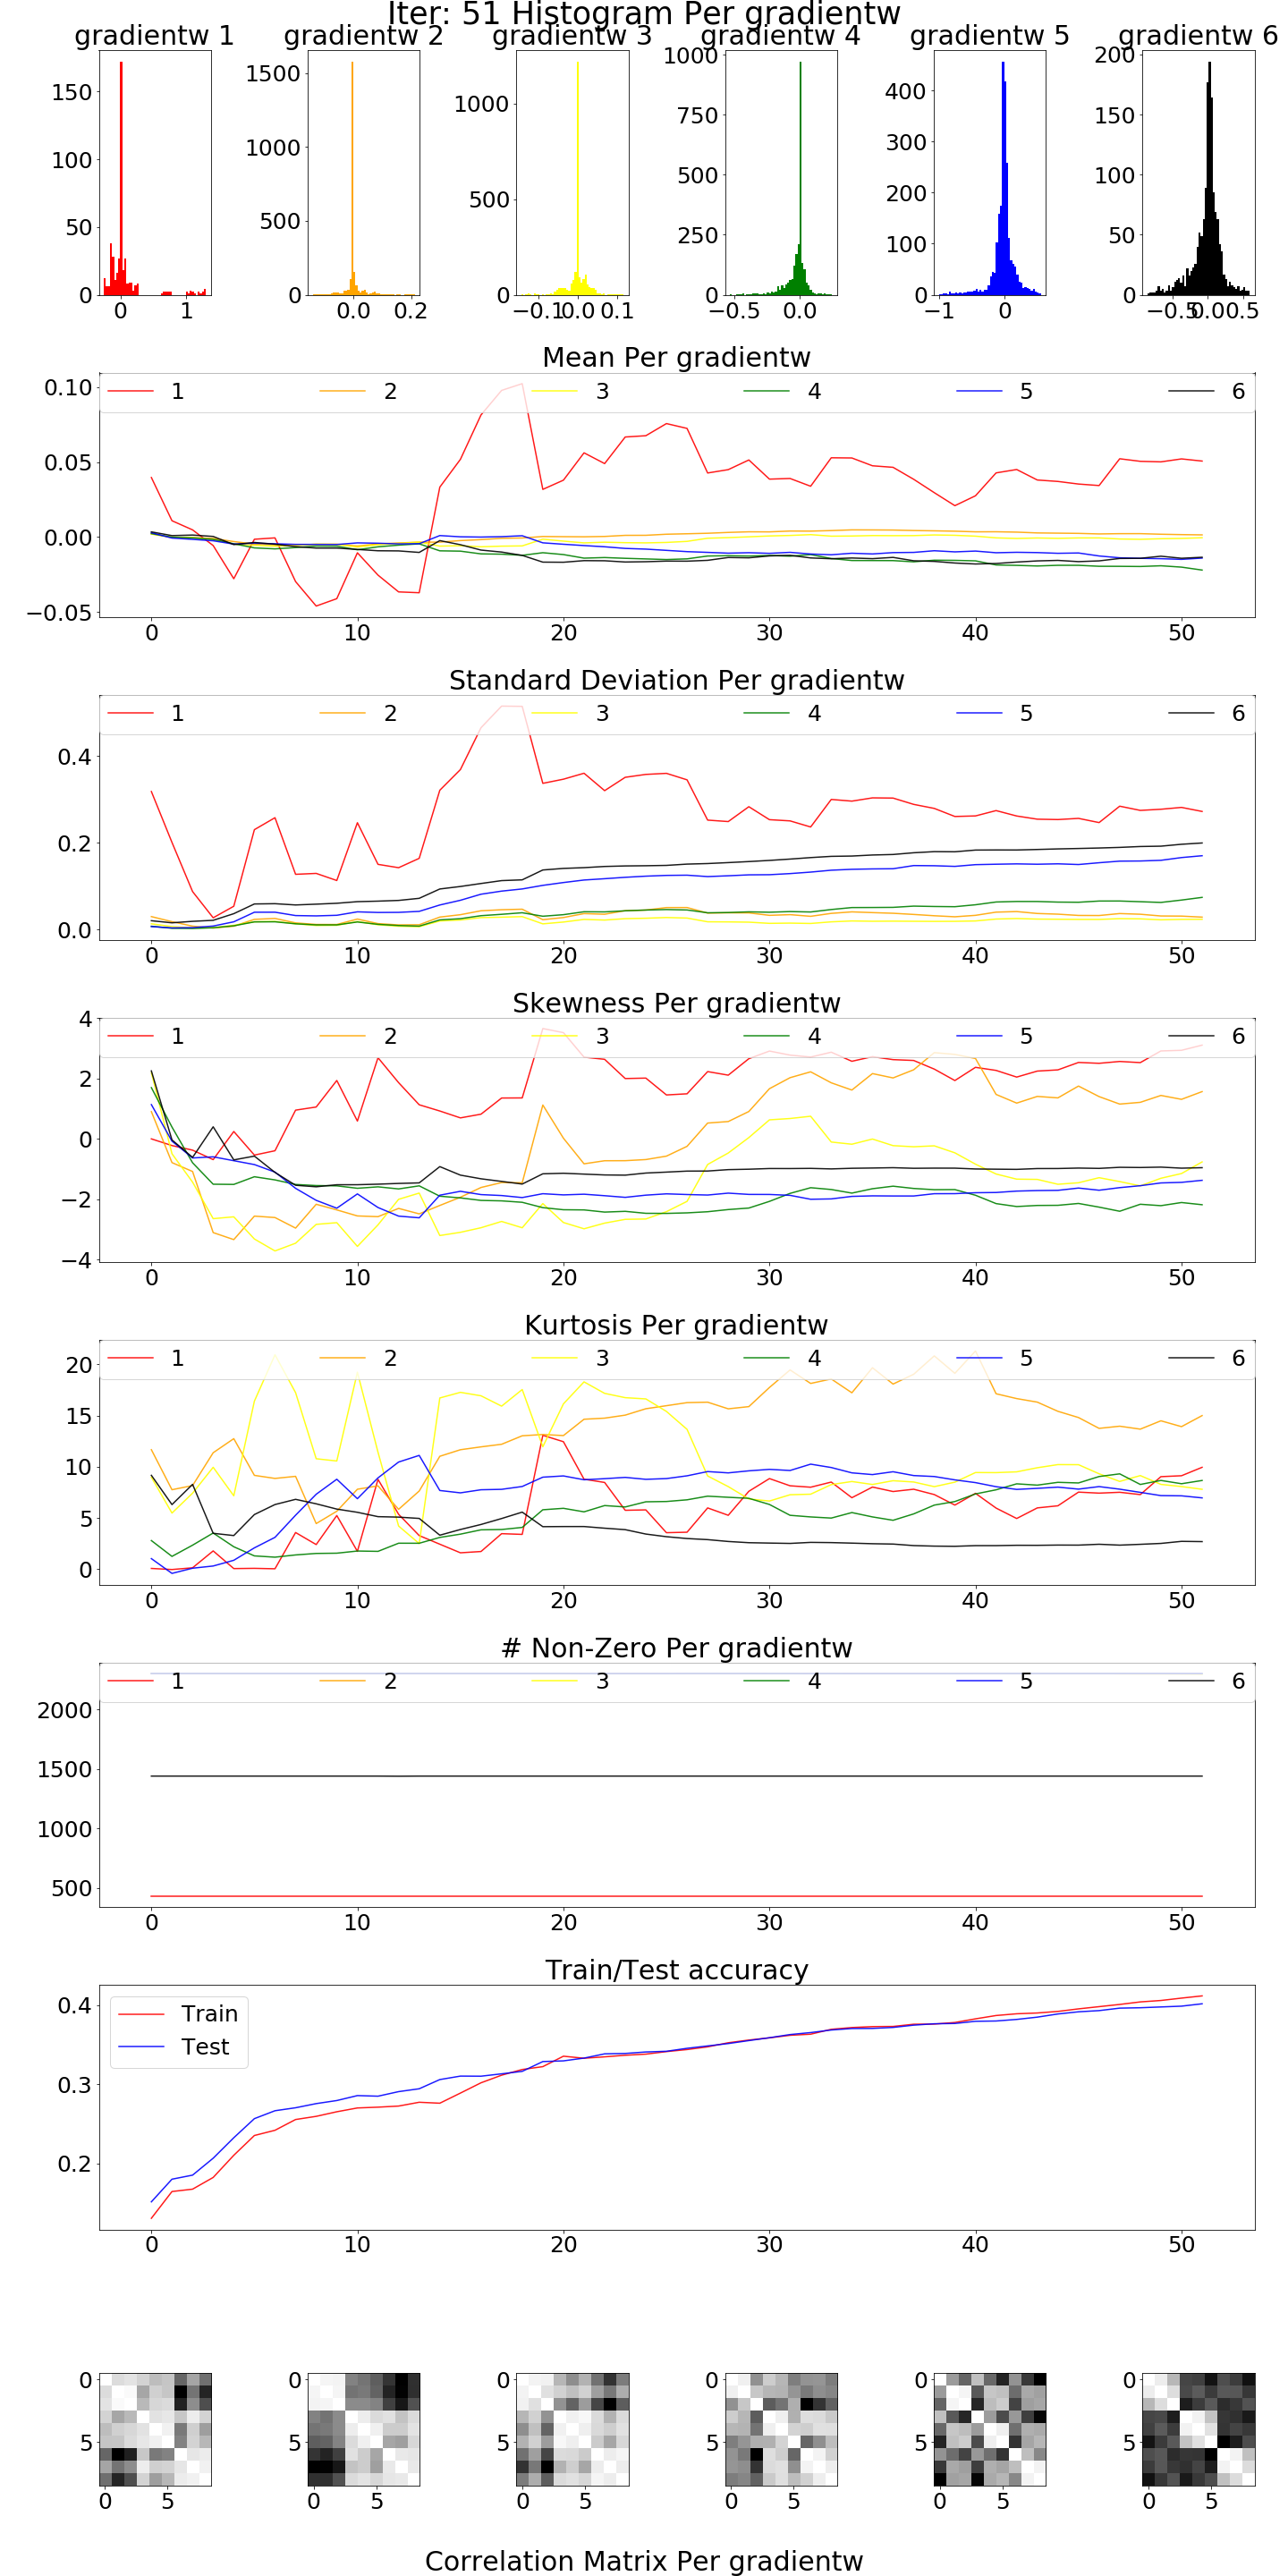 Iter: 51 Histogram Per gradientw
gradientw 1 gradientw 2 gradientw 3 gradientw 4 gradientw 5 gradientw 6
150 100 50 0
0 1
1500 1000 500 0
0.0 0.2
1000 500 0
−0.1 0.0 0.1
1000 750 500 250 0
−0.5 0.0
400 300 200 100 0
−1 0
200 150 100 50 0
−0.5 0.0 0.5
Mean Per gradientw
1 2 3 4 5 6
0.10
0.05
0.00
−0.05
0 10 20 30 40 50
Standard Deviation Per gradientw
1 2 3 4 5 6
0.4
0.2
0.0
0 10 20 30 40 50
Skewness Per gradientw
4
1 2 3 4 5 6
2
0
−2
−4
0 10 20 30 40 50
Kurtosis Per gradientw
1 2 3 4 5 6
20
15
10
5
0
0 10 20 30 40 50
# Non-Zero Per gradientw
1 2 3 4 5 6
2000
1500
1000
500
0 10 20 30 40 50
Train/Test accuracy
Train
Test
0.4
0.3
0.2
0 10 20 30 40 50
0 0 0 0 0 0
5 5 5 5 5 5
0 5 0 5 0 5 0 5 0 5 0 5
Correlation Matrix Per gradientw